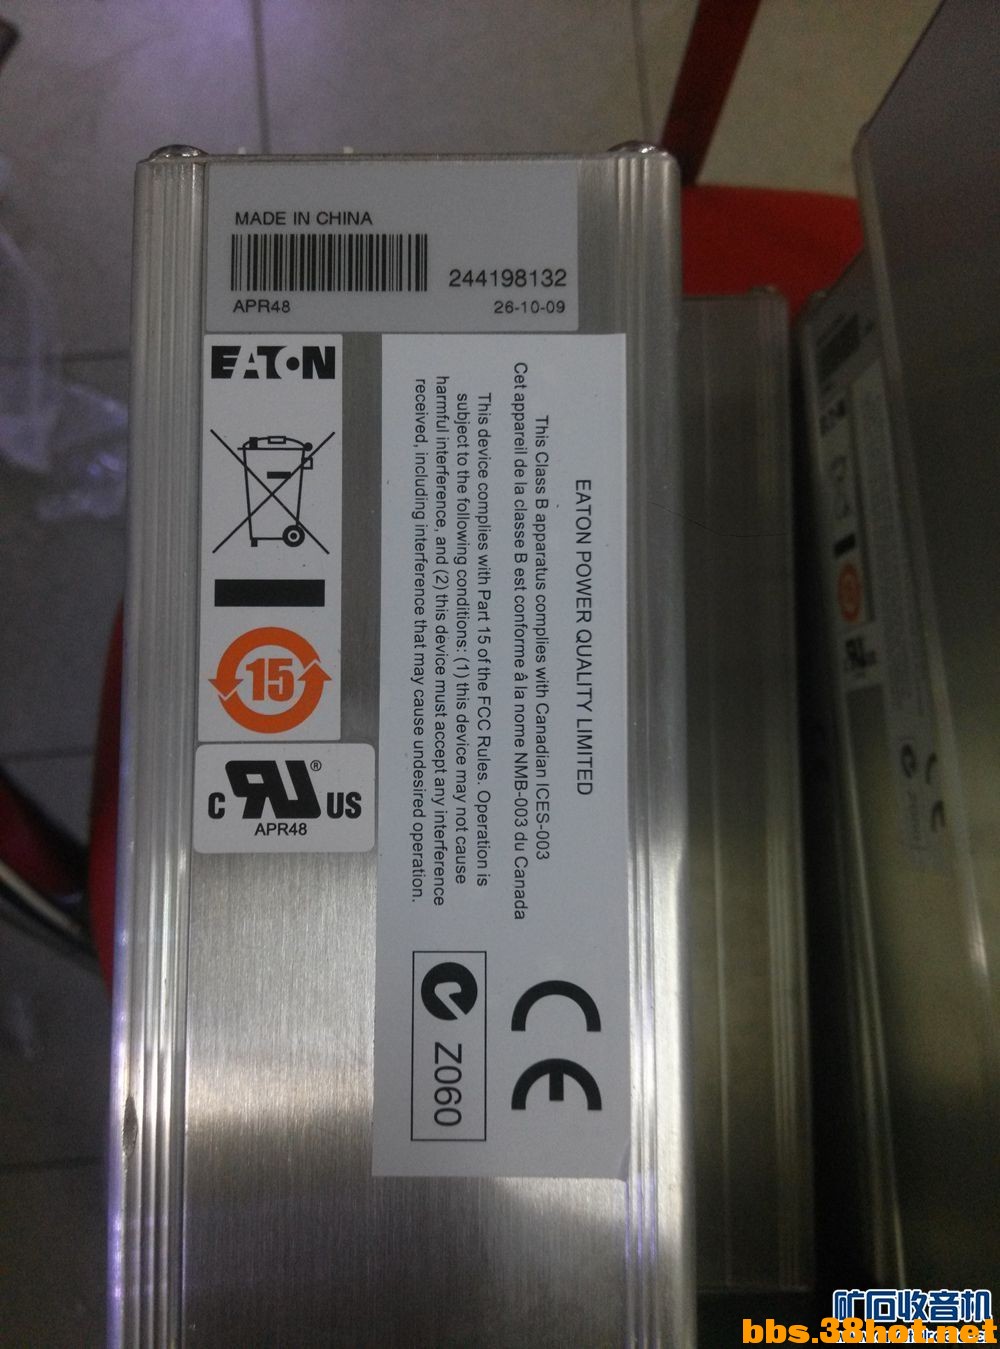 MADE IN CHINA
244198132
APR48
26-10-09
EATON
15
C RU ® US
APR48
EATON POWER QUALITY LIMITED
This Class B apparatus complies with Canadian ICES-003
Cet appareil de la classe B est conforme à la nome NMB-003 du Canada
This device complies with Part 15 of the FCC Rules. Operation is
subject to the following conditions: (1) this device may not cause
harmful interference, and (2) this device must accept any interference
received, including interference that may cause undesired operation.
CE
Z060
矿石收音机
bbs.38hot.net